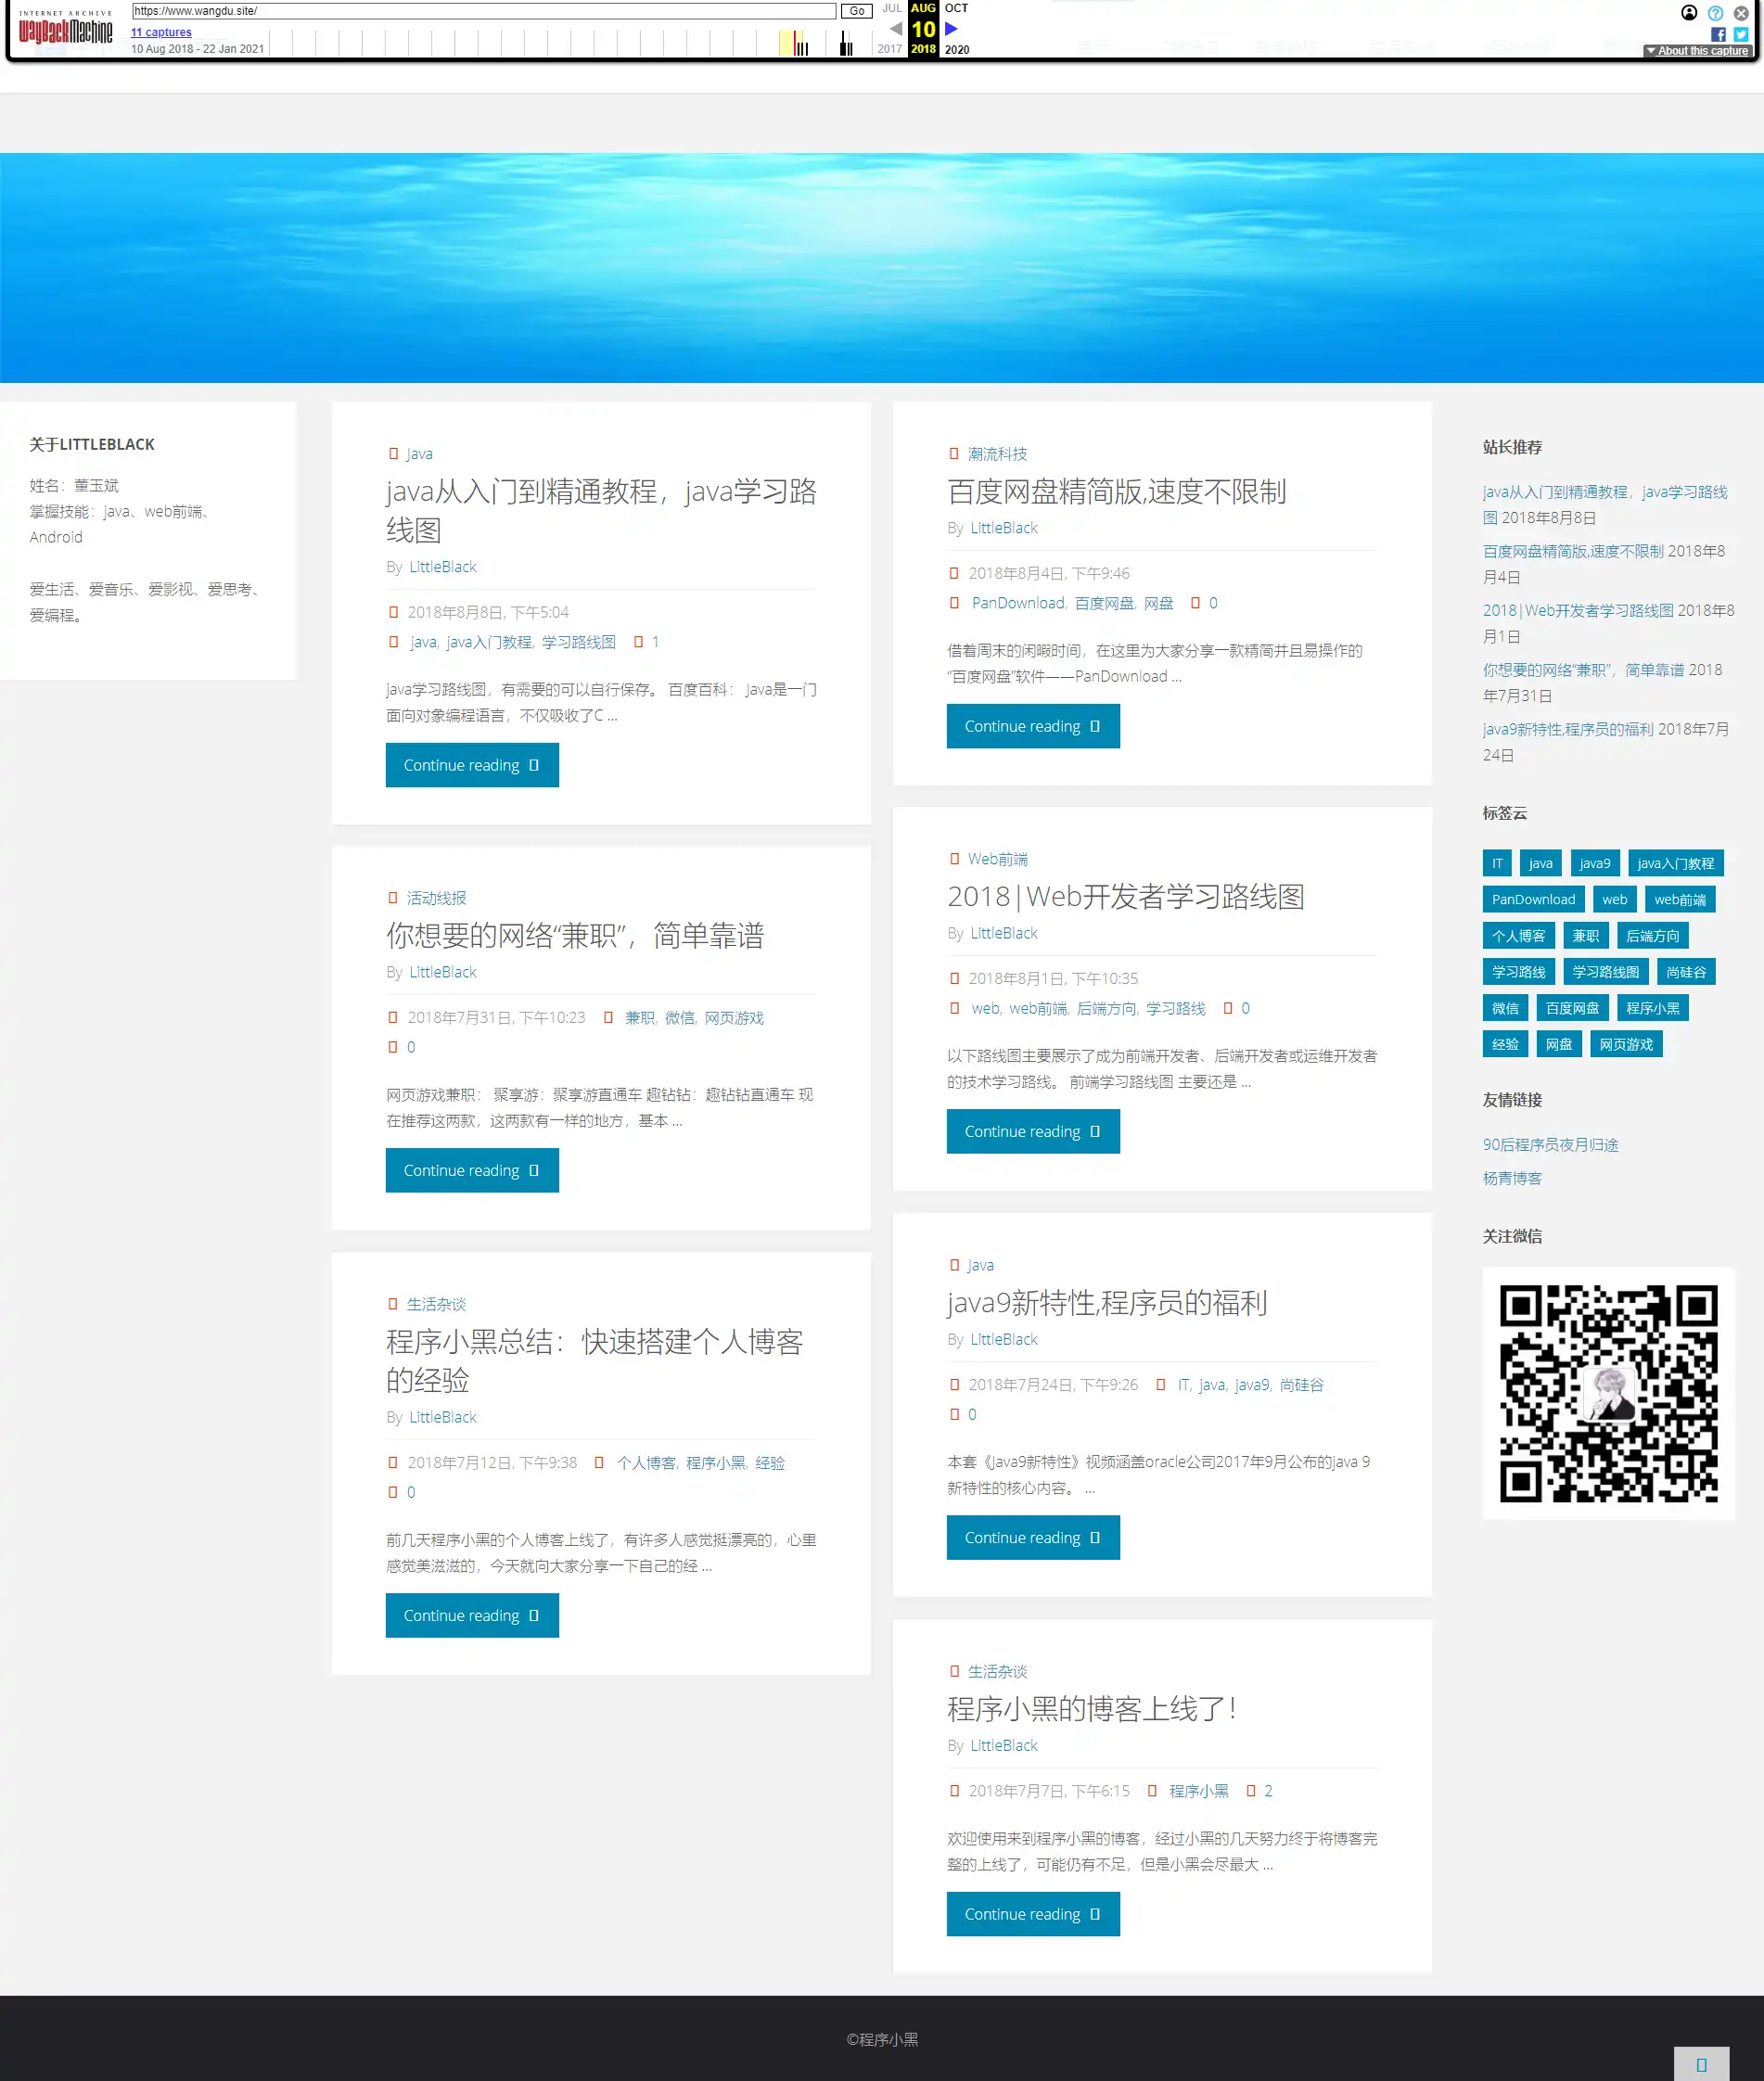 INTERNET ARCHIVE
WayBackMachine
https://www.wangdu.site/
Go
11 captures
10 Aug 2018 - 22 Jan 2021
JUL AUG OCT
10
2017 2018 2020
About this capture
关于LITTLEBLACK
姓名：董玉斌
掌握技能：java、web前端、
Android
爱生活、爱音乐、爱影视、爱思考、
爱编程。
Java
java从入门到精通教程，java学习路
线图
By LittleBlack
2018年8月8日, 下午5:04
java, java入门教程, 学习路线图 1
java学习路线图，有需要的可以自行保存。 百度百科： Java是一门
面向对象编程语言，不仅吸收了C ...
Continue reading
活动线报
你想要的网络“兼职”，简单靠谱
By LittleBlack
2018年7月31日, 下午10:23 兼职, 微信, 网页游戏
0
网页游戏兼职： 聚享游：聚享游直通车 趣钻钻：趣钻钻直通车 现
在推荐这两款，这两款有一样的地方，基本 ...
Continue reading
生活杂谈
程序小黑总结：快速搭建个人博客
的经验
By LittleBlack
2018年7月12日, 下午9:38 个人博客, 程序小黑, 经验
0
前几天程序小黑的个人博客上线了，有许多人感觉挺漂亮的，心里
感觉美滋滋的，今天就向大家分享一下自己的经 ...
Continue reading
潮流科技
百度网盘精简版,速度不限制
By LittleBlack
2018年8月4日, 下午9:46
PanDownload, 百度网盘, 网盘 0
借着周末的闲暇时间，在这里为大家分享一款精简并且易操作的
“百度网盘”软件——PanDownload ...
Continue reading
Web前端
2018|Web开发者学习路线图
By LittleBlack
2018年8月1日, 下午10:35
web, web前端, 后端方向, 学习路线 0
以下路线图主要展示了成为前端开发者、后端开发者或运维开发者
的技术学习路线。 前端学习路线图 主要还是 ...
Continue reading
Java
java9新特性,程序员的福利
By LittleBlack
2018年7月24日, 下午9:26 IT, java, java9, 尚硅谷
0
本套《Java9新特性》视频涵盖oracle公司2017年9月公布的java 9
新特性的核心内容。 ...
Continue reading
生活杂谈
程序小黑的博客上线了！
By LittleBlack
2018年7月7日, 下午6:15 程序小黑 2
欢迎使用来到程序小黑的博客，经过小黑的几天努力终于将博客完
整的上线了，可能仍有不足，但是小黑会尽最大 ...
Continue reading
站长推荐
java从入门到精通教程，java学习路线
图 2018年8月8日
百度网盘精简版,速度不限制 2018年8
月4日
2018|Web开发者学习路线图 2018年8
月1日
你想要的网络“兼职”，简单靠谱 2018
年7月31日
java9新特性,程序员的福利 2018年7月
24日
标签云
IT java java9 java入门教程
PanDownload web web前端
个人博客 兼职 后端方向
学习路线 学习路线图 尚硅谷
微信 百度网盘 程序小黑
经验 网盘 网页游戏
友情链接
90后程序员夜月归途
杨青博客
关注微信
©程序小黑